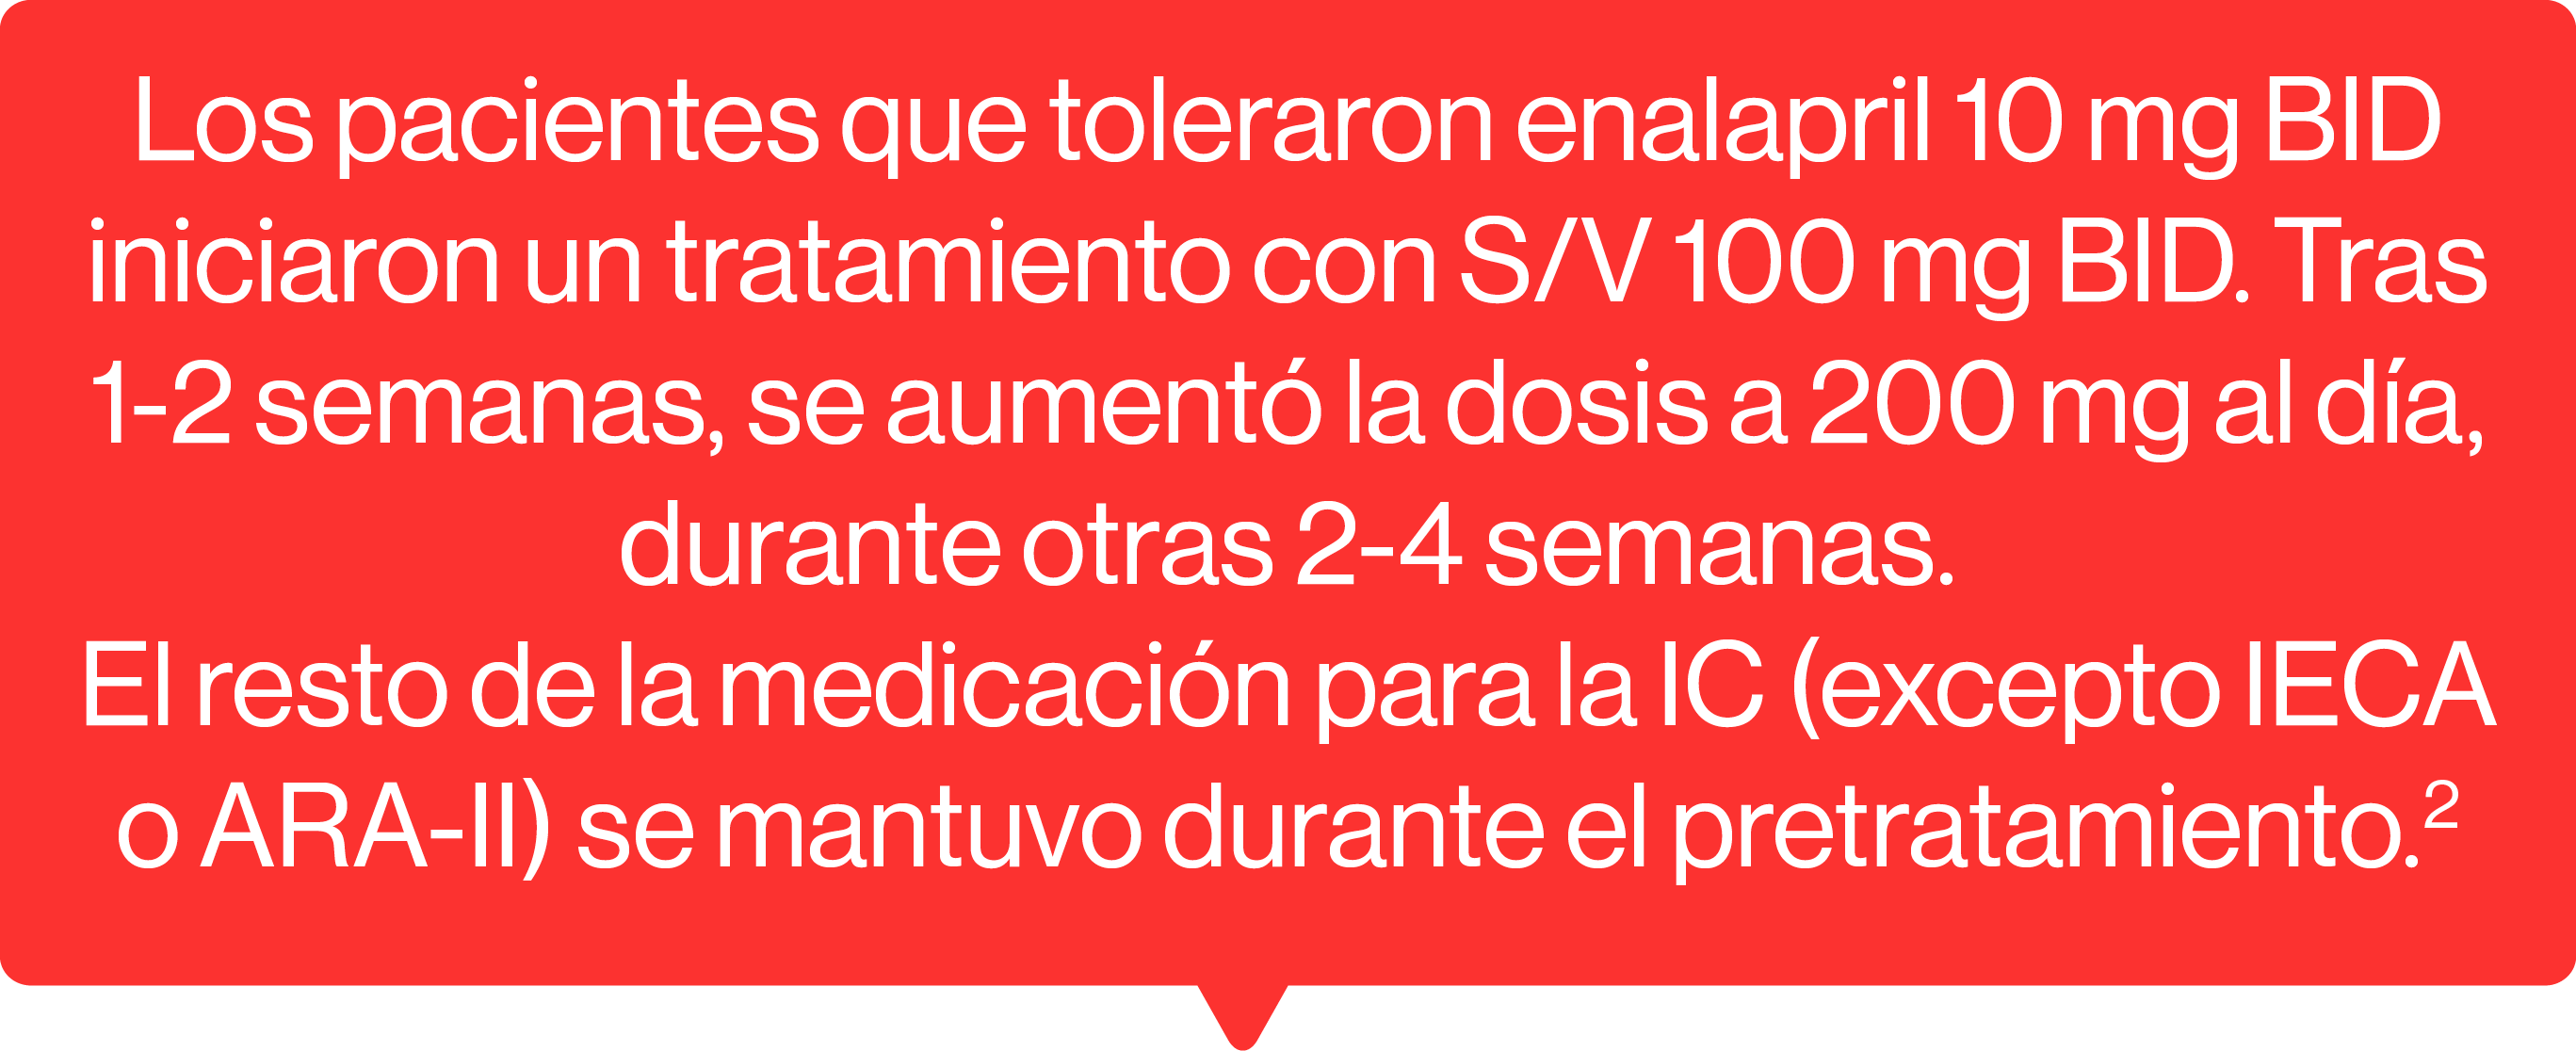 Los pacientes que toleraron enalapril 10 mg BID
iniciaron un tratamiento con S/V 100 mg BID. Tras
1-2 semanas, se aumentó la dosis a 200 mg al día,
durante otras 2-4 semanas.
El resto de la medicación para la IC (excepto IECA
o ARA-II) se mantuvo durante el pretratamiento.²